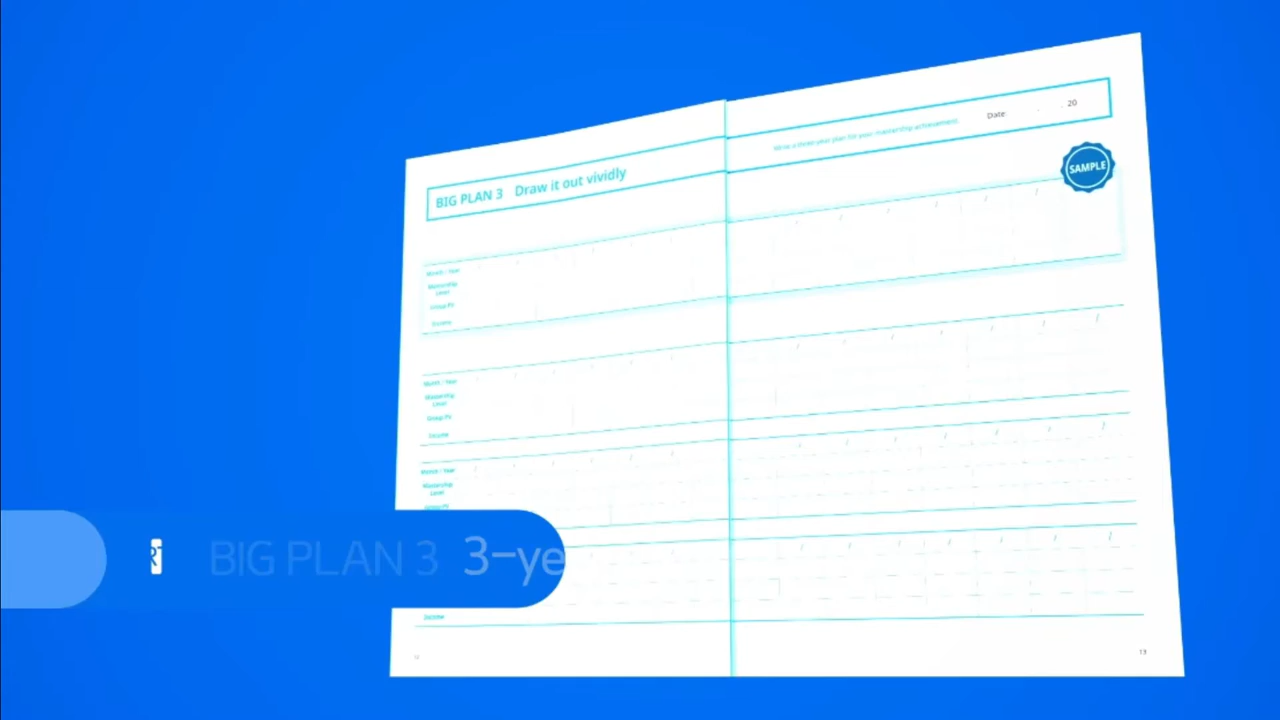 BIG PLAN 3 Draw it out vividly
Write a three year plan for your mastership achievement.
Date . . 20
SAMPLE
Month / Year
Mastership
Level
Group PV
Income
Month / Year
Mastership
Level
Group PV
Income
Month / Year
Mastership
Level
Group PV
BIG PLAN 3 3-ye
Income
13